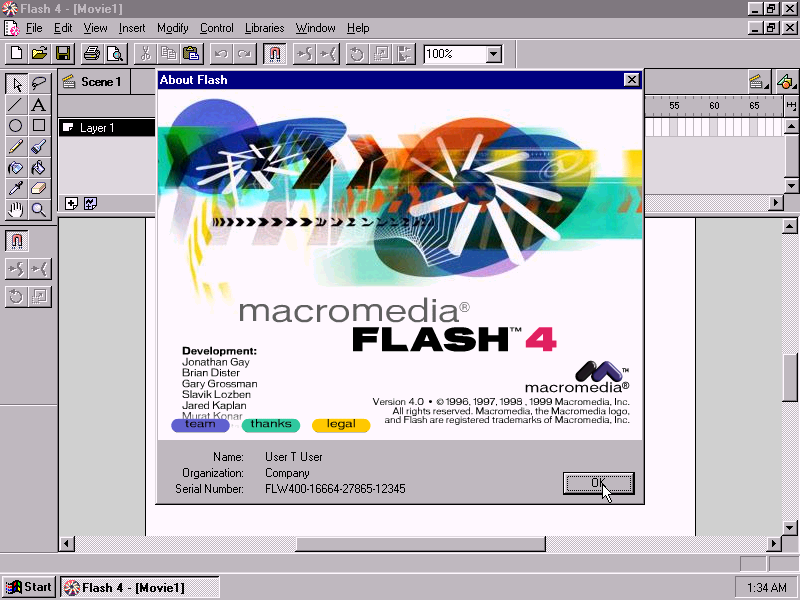 Flash 4 - [Movie1]
File Edit View Insert Modify Control Libraries Window Help
100%
Scene 1
About Flash
55 60 65
Layer 1
macromedia®
FLASH™ 4
Development:
Jonathan Gay
Brian Dister
Gary Grossman
Slavik Lozben
Jared Kaplan
Murat Konar
macromedia®
Version 4.0 • © 1996, 1997, 1998, 1999 Macromedia, Inc.
All rights reserved. Macromedia, the Macromedia logo,
and Flash are registered trademarks of Macromedia, Inc.
team thanks legal
Name: User T User
Organization: Company
Serial Number: FLW400-16664-27865-12345
OK
Start Flash 4 - [Movie1] 1:34 AM